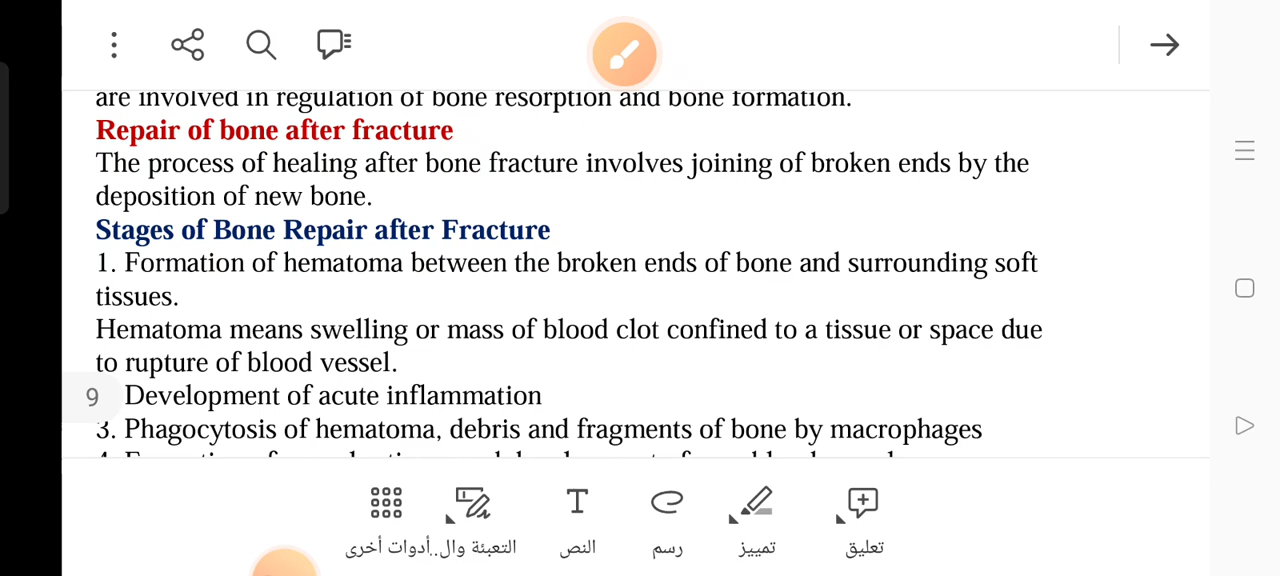 are involved in regulation of bone resorption and bone formation.
Repair of bone after fracture
The process of healing after bone fracture involves joining of broken ends by the
deposition of new bone.
Stages of Bone Repair after Fracture
1. Formation of hematoma between the broken ends of bone and surrounding soft
tissues.
Hematoma means swelling or mass of blood clot confined to a tissue or space due
to rupture of blood vessel.
9 Development of acute inflammation
3. Phagocytosis of hematoma, debris and fragments of bone by macrophages
تعليق
تمييز
رسم
النص
التعبئة وال..
أدوات أخرى